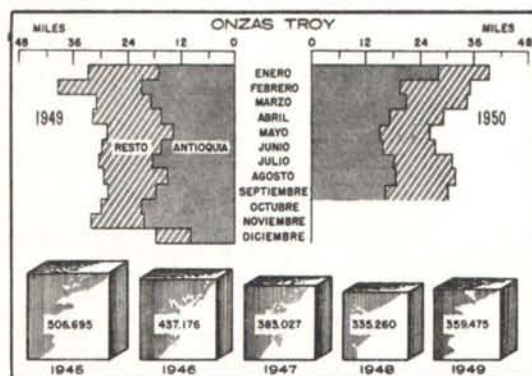 ONZAS TROY
MILES MILES
48 36 24 12 0 0 12 24 36 48
ENERO
FEBRERO
MARZO
1949 ABRIL 1950
MAYO
RESTO ANTIOQUIA JUNIO
JULIO
AGOSTO
SEPTIEMBRE
OCTUBRE
NOVIEMBRE
DICIEMBRE
506.695 437.176 383.027 335.260 359.475
1945 1946 1947 1948 1949